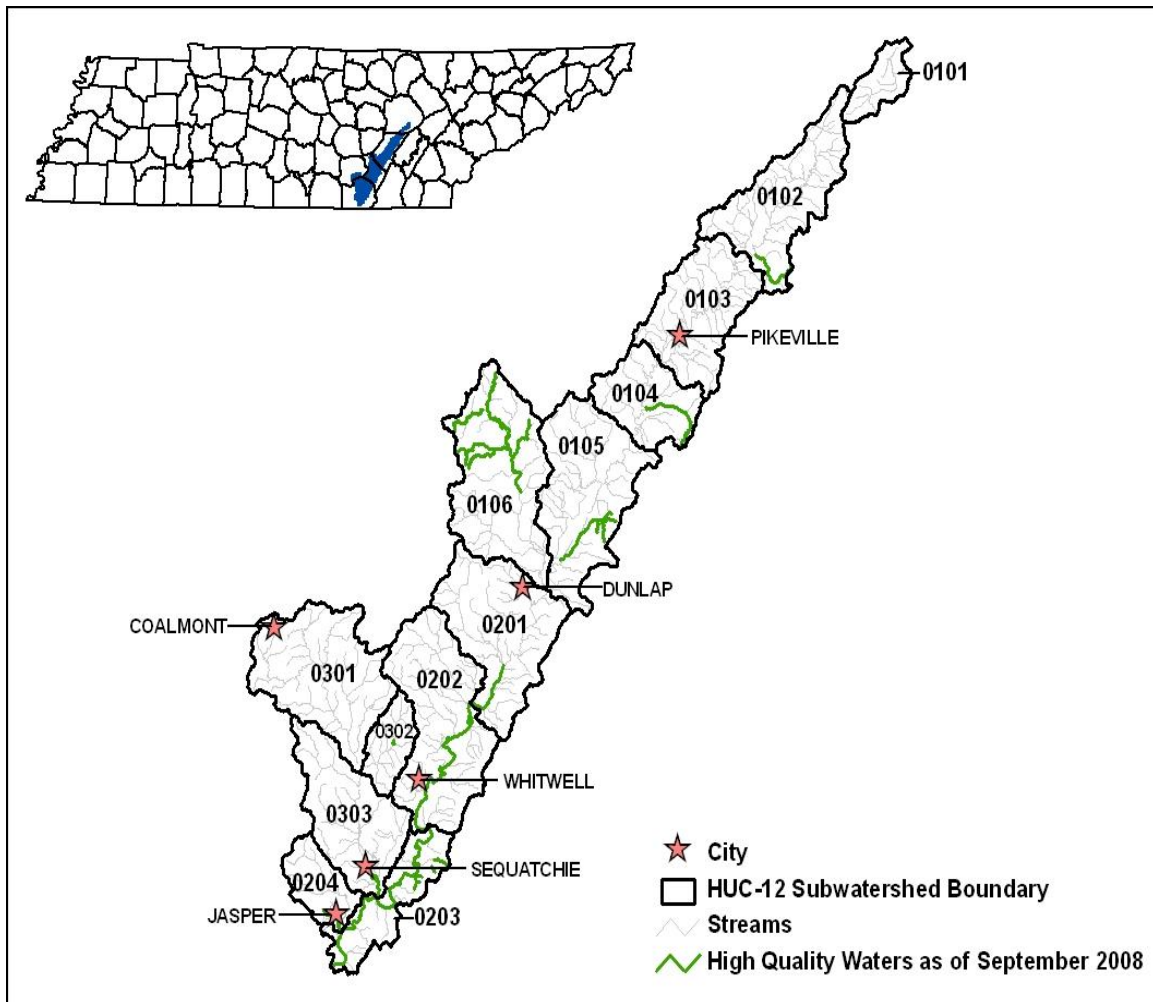 0101
0102
0103
PIKEVILLE
0104
0105
0106
DUNLAP
0201
COALMONT
0301
0202
0302
WHITWELL
0303
SEQUATCHIE
0204
JASPER
0203
City
HUC-12 Subwatershed Boundary
Streams
High Quality Waters as of September 2008